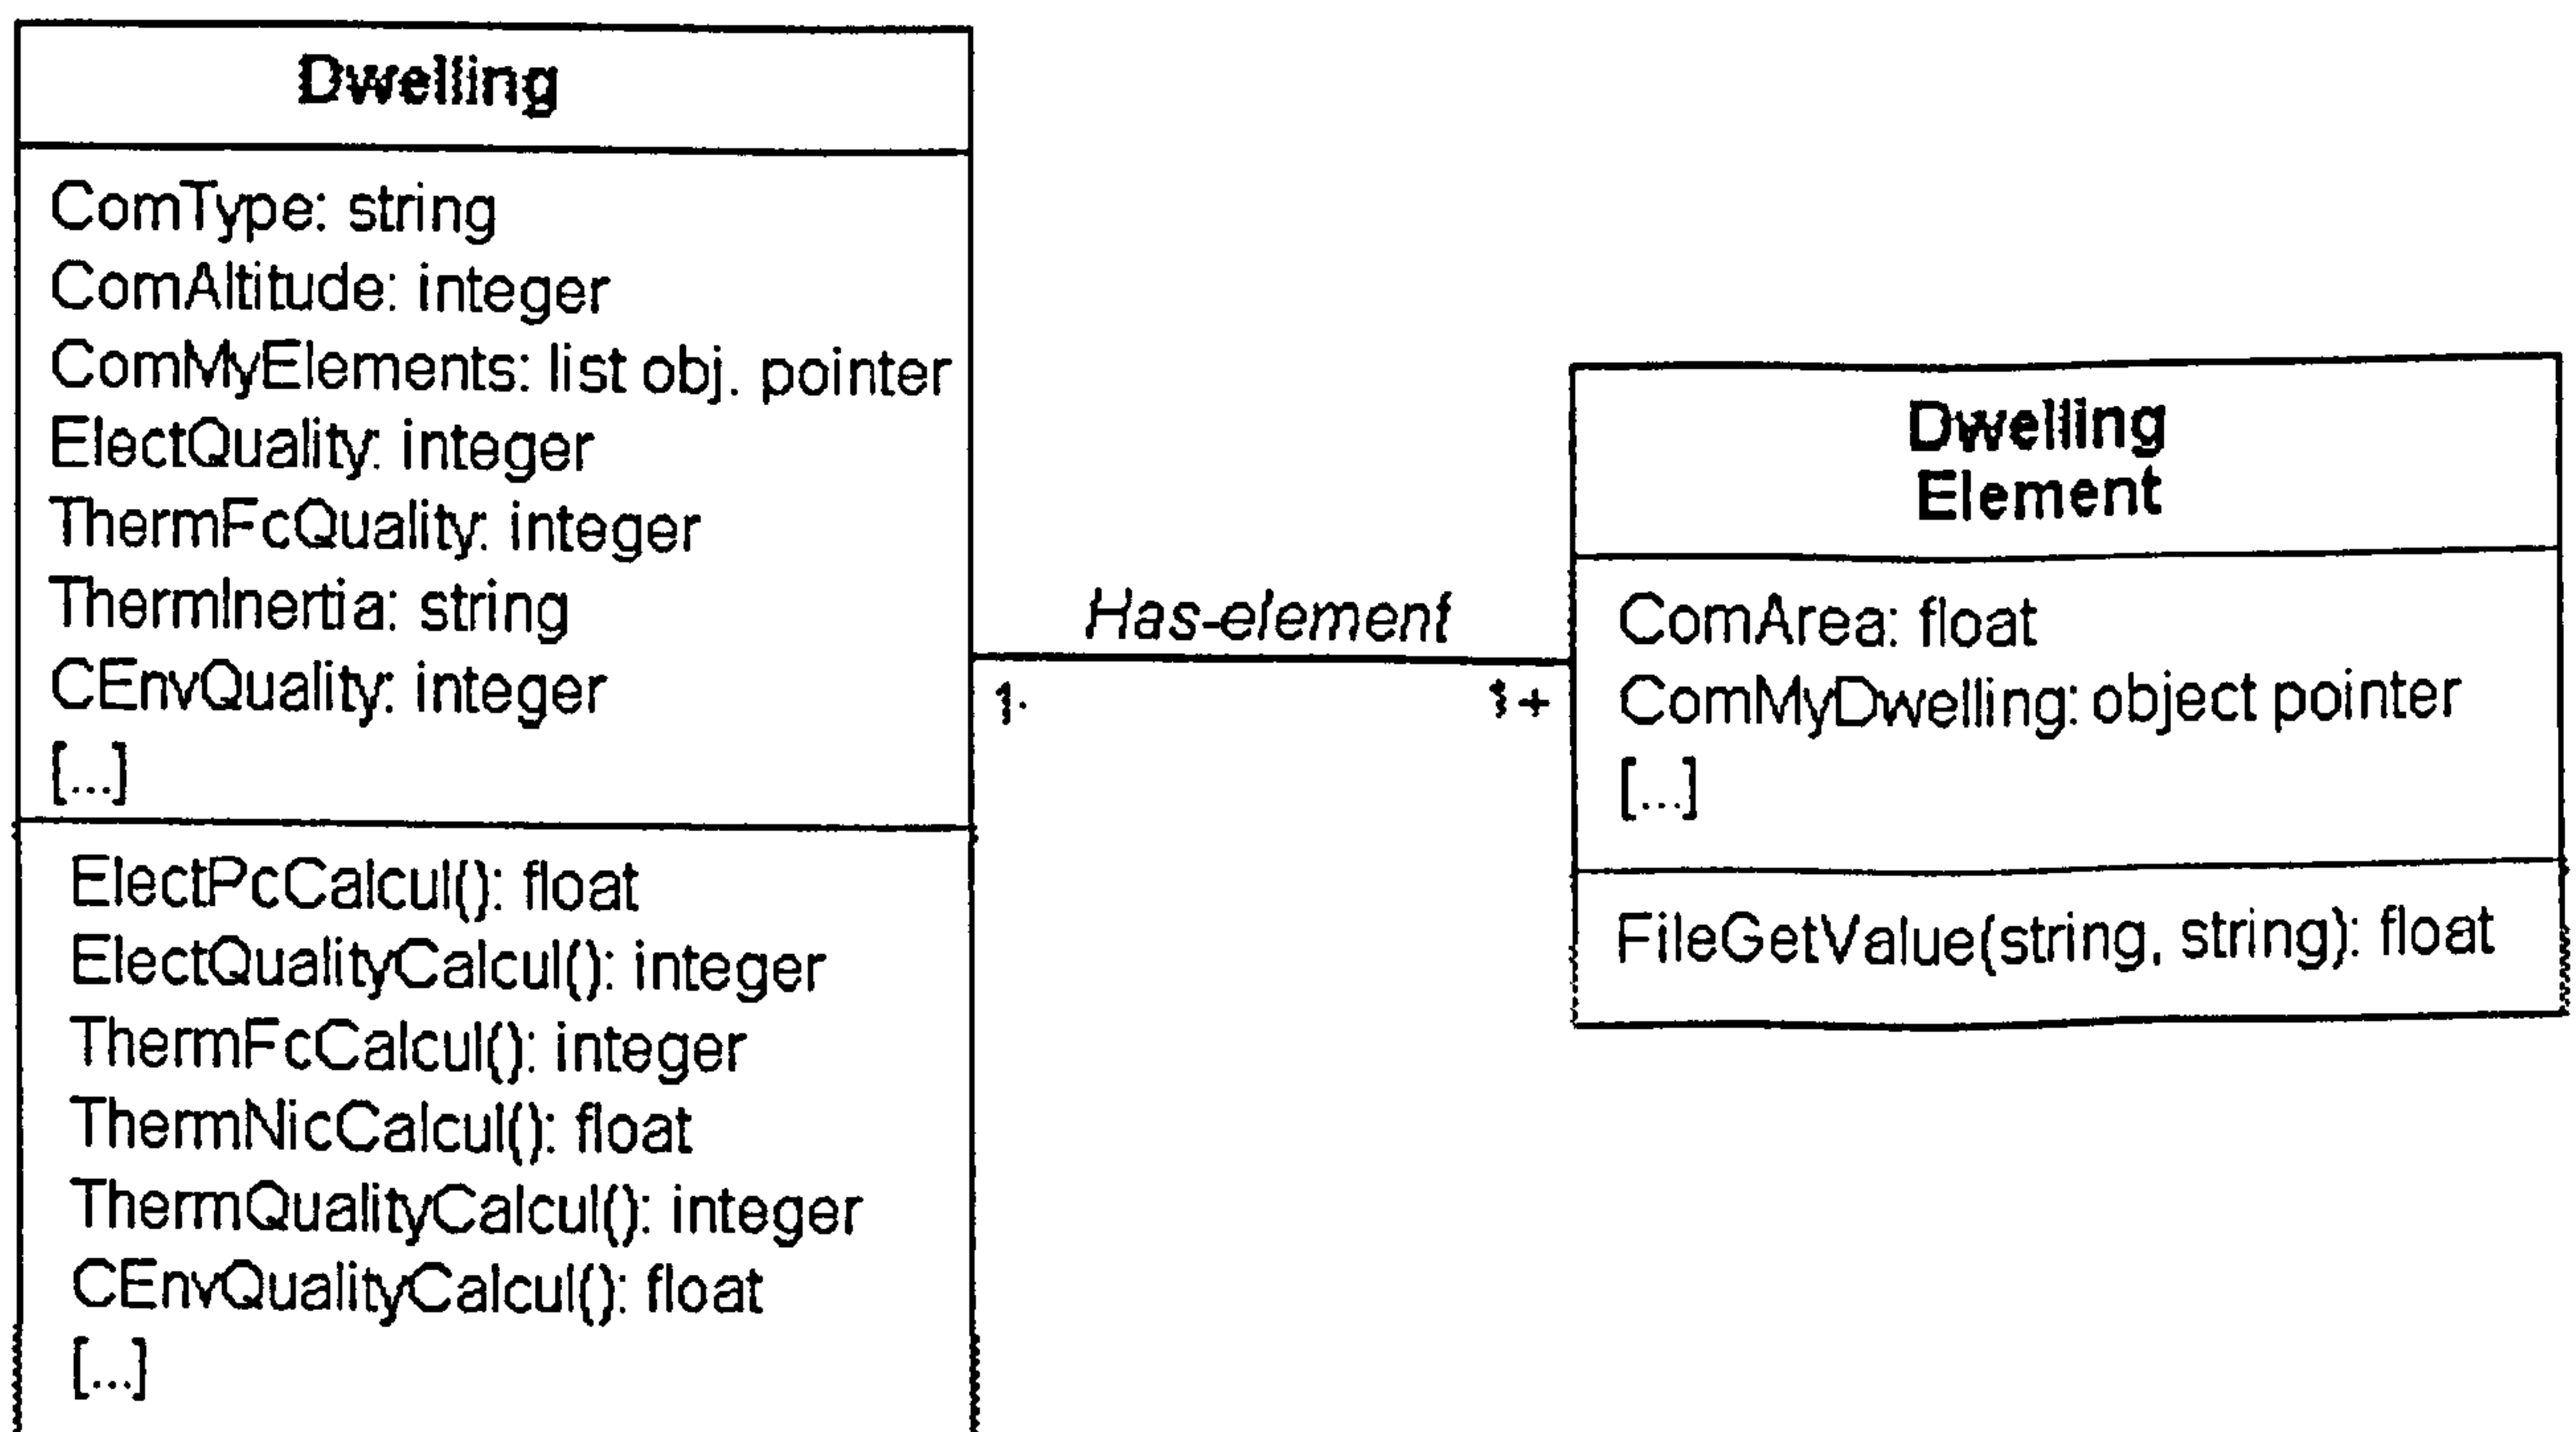 Dwelling
ComType: string
ComAltitude: integer
ComMyElements: list obj. pointer
ElectQuality: integer
ThermFcQuality: integer
ThermInertia: string
CEnvQuality: integer
[...]
ElectPcCalcul(): float
ElectQualityCalcul(): integer
ThermFcCalcul(): integer
ThermNicCalcul(): float
ThermQualityCalcul(): integer
CEnvQualityCalcul(): float
[...]
Has-element
1
1+
Dwelling
Element
ComArea: float
ComMyDwelling: object pointer
[...]
FileGetValue(string, string): float